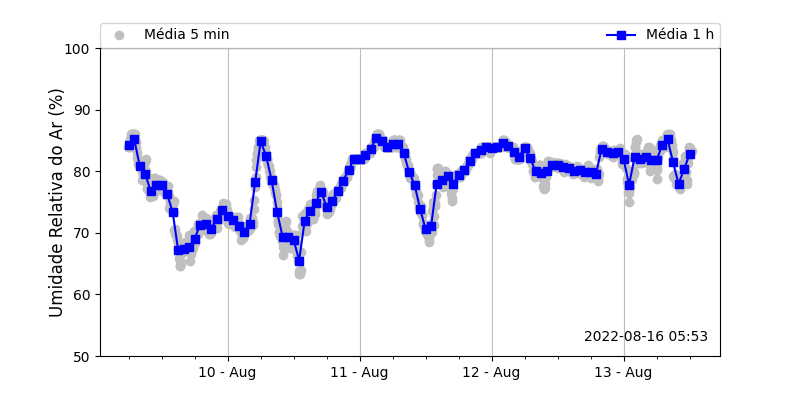 Média 5 min
Média 1 h
Umidade Relativa do Ar (%)
100
90
80
70
60
50
2022-08-16 05:53
10 - Aug
11 - Aug
12 - Aug
13 - Aug